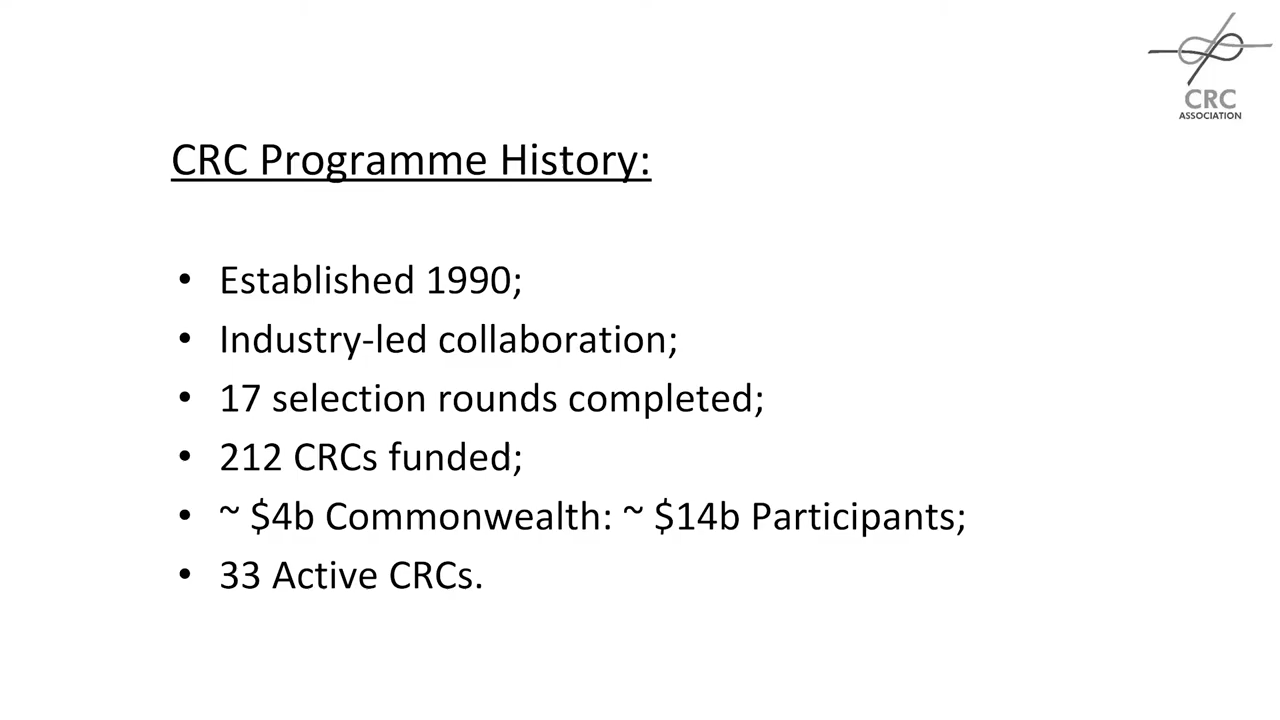 CRC
ASSOCIATION
CRC Programme History:
• Established 1990;
• Industry-led collaboration;
• 17 selection rounds completed;
• 212 CRCs funded;
• ~ $4b Commonwealth: ~ $14b Participants;
• 33 Active CRCs.